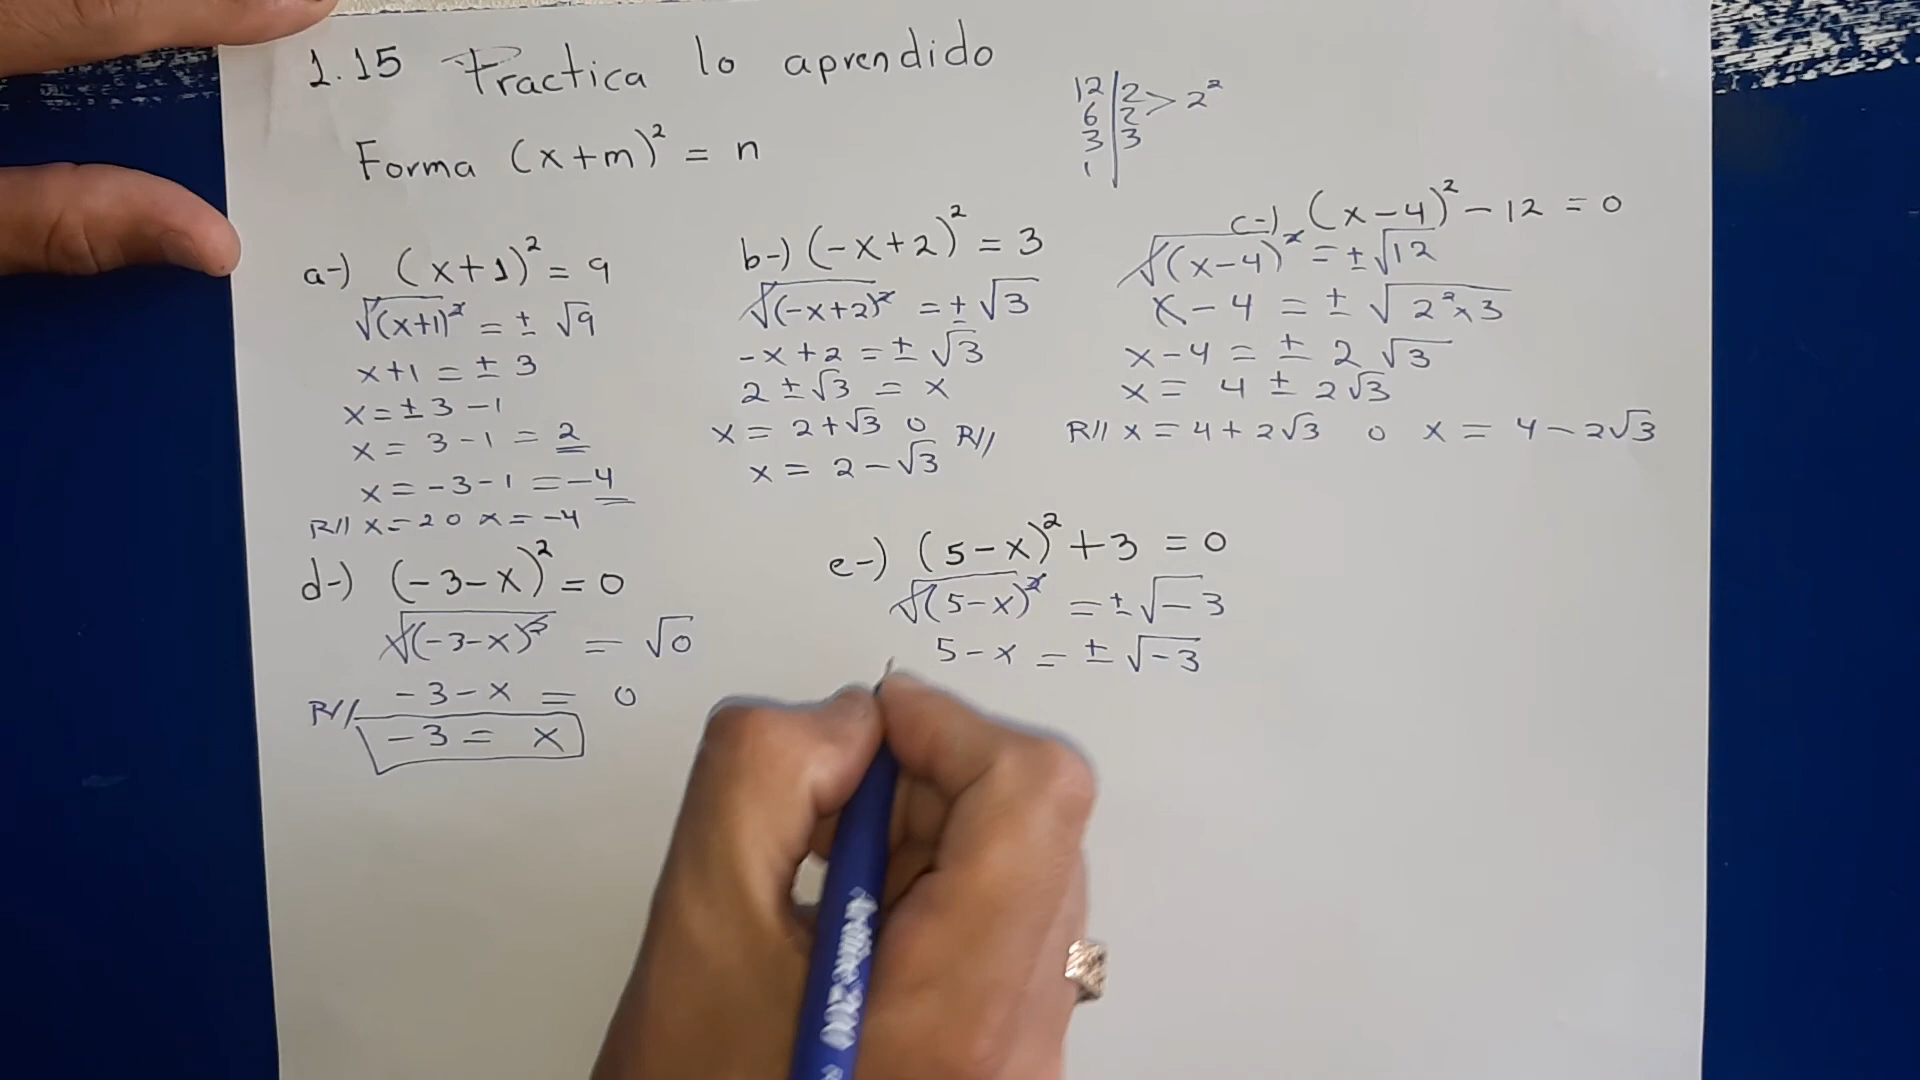 1.15 Practica lo aprendido
12 | 2 > 2²
6 | 2
3 | 3
1 |
Forma (x+m)² = n
a-) (x+1)² = 9
√(x+1)² = ± √9
x+1 = ± 3
x = ± 3 - 1
x = 3 - 1 = 2
x = -3 - 1 = -4
R// x = 2 o x = -4
b-) (-x+2)² = 3
√(-x+2)² = ± √3
-x+2 = ± √3
2 ± √3 = x
x = 2+√3 o R//
x = 2-√3
c-) (x-4)² - 12 = 0
√(x-4)² = ± √12
x - 4 = ± √2²x3
x-4 = ± 2 √3
x = 4 ± 2√3
R// x = 4 + 2√3 o x = 4 - 2√3
d-) (-3-x)² = 0
√(-3-x)² = √0
-3-x = 0
R// -3 = x
e-) (5-x)² + 3 = 0
√(5-x)² = ± √-3
5-x = ± √-3